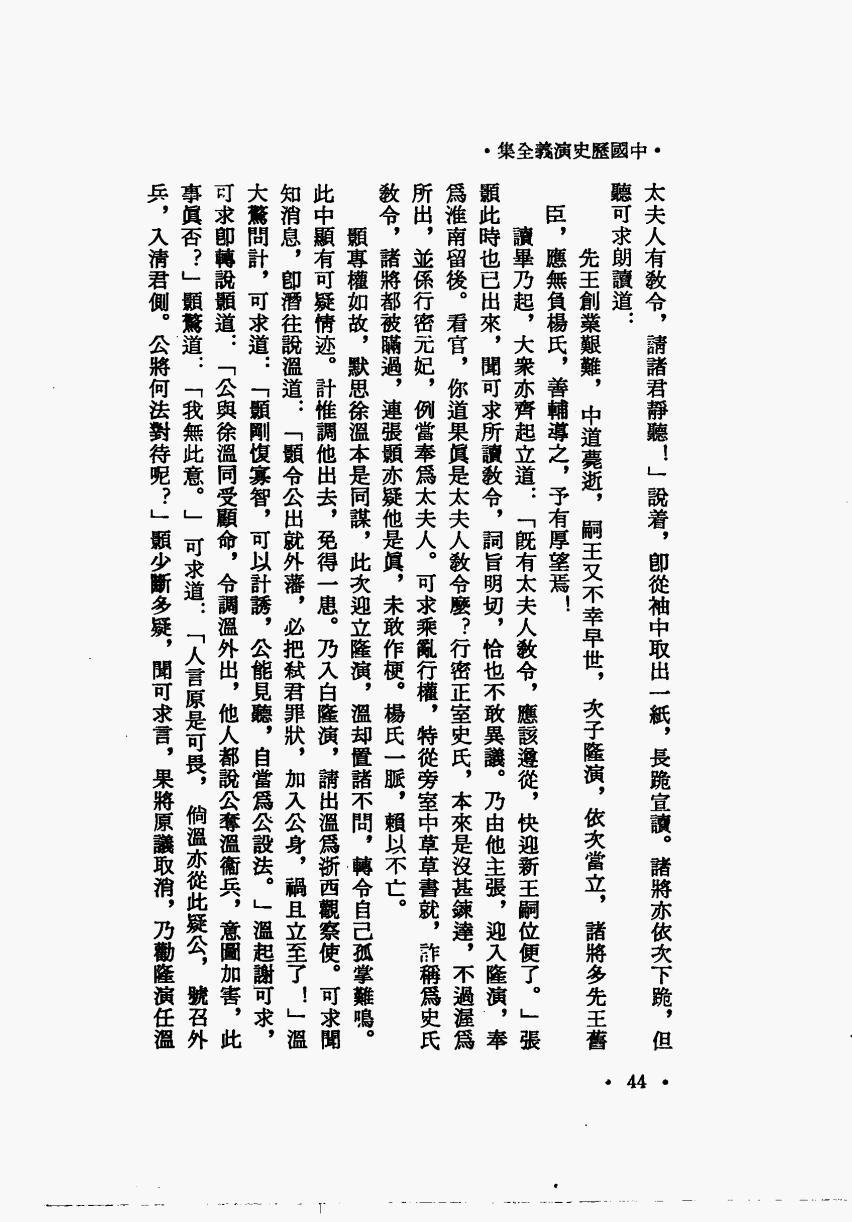 •中國歷史演義全集•
太夫人有敎令，請諸君靜聽！」說着，卽從袖中取出一紙，長跪宣讀。諸將亦依次下跪，但
聽可求朗讀道：
先王創業艱難，中道薨逝，嗣王又不幸早世，次子隆演，依次當立，諸將多先王舊
臣，應無負楊氏，善輔導之，予有厚望焉！
讀畢乃起，大衆亦齊起立道：「旣有太夫人敎令，應該遵從，快迎新王嗣位便了。」張
顥此時也已出來，聞可求所讀敎令，詞旨明切，恰也不敢異議。乃由他主張，迎入隆演，奉
爲淮南留後。看官，你道果眞是太夫人敎令麼？行密正室史氏，本來是沒甚鍊達，不過渥爲
所出，並係行密元妃，例當奉爲太夫人。可求乘亂行權，特從旁室中草草書就，詐稱爲史氏
敎令，諸將都被瞞過，連張顥亦疑他是眞，未敢作梗。楊氏一脈，賴以不亡。
顥專權如故，默思徐溫本是同謀，此次迎立隆演，溫却置諸不問，轉令自己孤掌難鳴。
此中顯有可疑情迹。計惟調他出去，免得一患。乃入白隆演，請出溫爲浙西觀察使。可求聞
知消息，卽潛往說溫道：「顥令公出就外藩，必把弑君罪狀，加入公身，禍且立至了！」溫
大驚問計，可求道：「顥剛愎寡智，可以計誘，公能見聽，自當爲公設法。」溫起謝可求，
可求卽轉說顥道：「公與徐溫同受顧命，令調溫外出，他人都說公奪溫衞兵，意圖加害，此
事眞否？」顥驚道：「我無此意。」可求道：「人言原是可畏，倘溫亦從此疑公，號召外
兵，入淸君側。公將何法對待呢？」顥少斷多疑，聞可求言，果將原議取消，乃勸隆演任溫
•44•